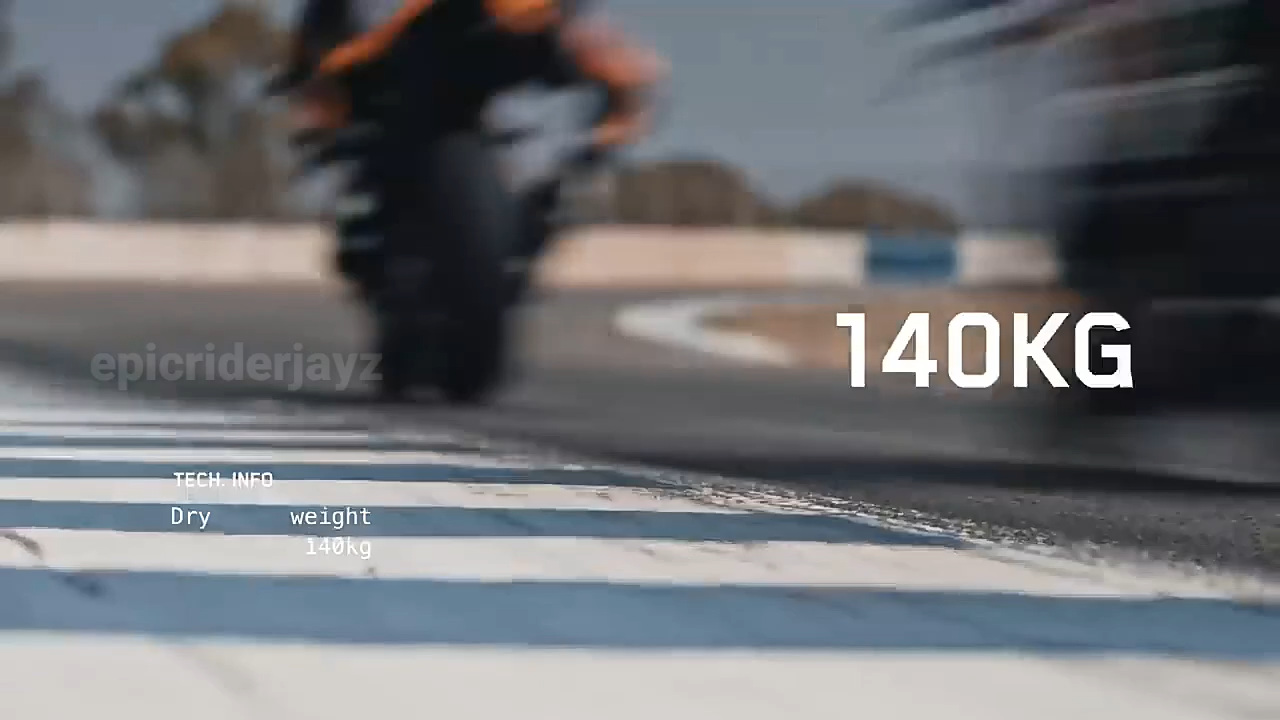 140KG
epicriderjayz
TECH. INFO
Dry weight
140kg